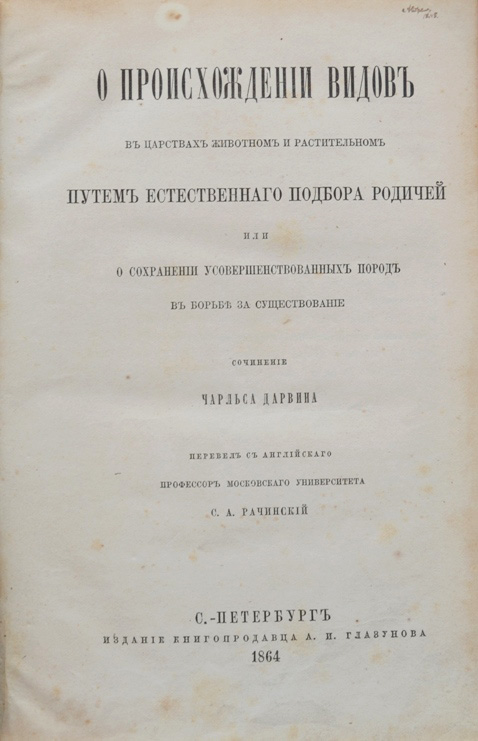 О ПРОИСХОЖДЕНІИ ВИДОВЪ
ВЪ ЦАРСТВАХЪ ЖИВОТНОМЪ И РАСТИТЕЛЬНОМЪ
ПУТЕМЪ ЕСТЕСТВЕННАГО ПОДБОРА РОДИЧЕЙ
ИЛИ
О СОХРАНЕНІИ УСОВЕРШЕНСТВОВАННЫХЪ ПОРОДЪ
ВЪ БОРЬБѢ ЗА СУЩЕСТВОВАНІЕ
СОЧИНЕНІЕ
ЧАРЛЬСА ДАРВИНА
ПЕРЕВЕЛЪ СЪ АНГЛІЙСКАГО
ПРОФЕССОРЪ МОСКОВСКАГО УНИВЕРСИТЕТА
С. А. РАЧИНСКІЙ
С.-ПЕТЕРБУРГЪ
ИЗДАНІЕ КНИГОПРОДАВЦА А. И. ГЛАЗУНОВА
1864